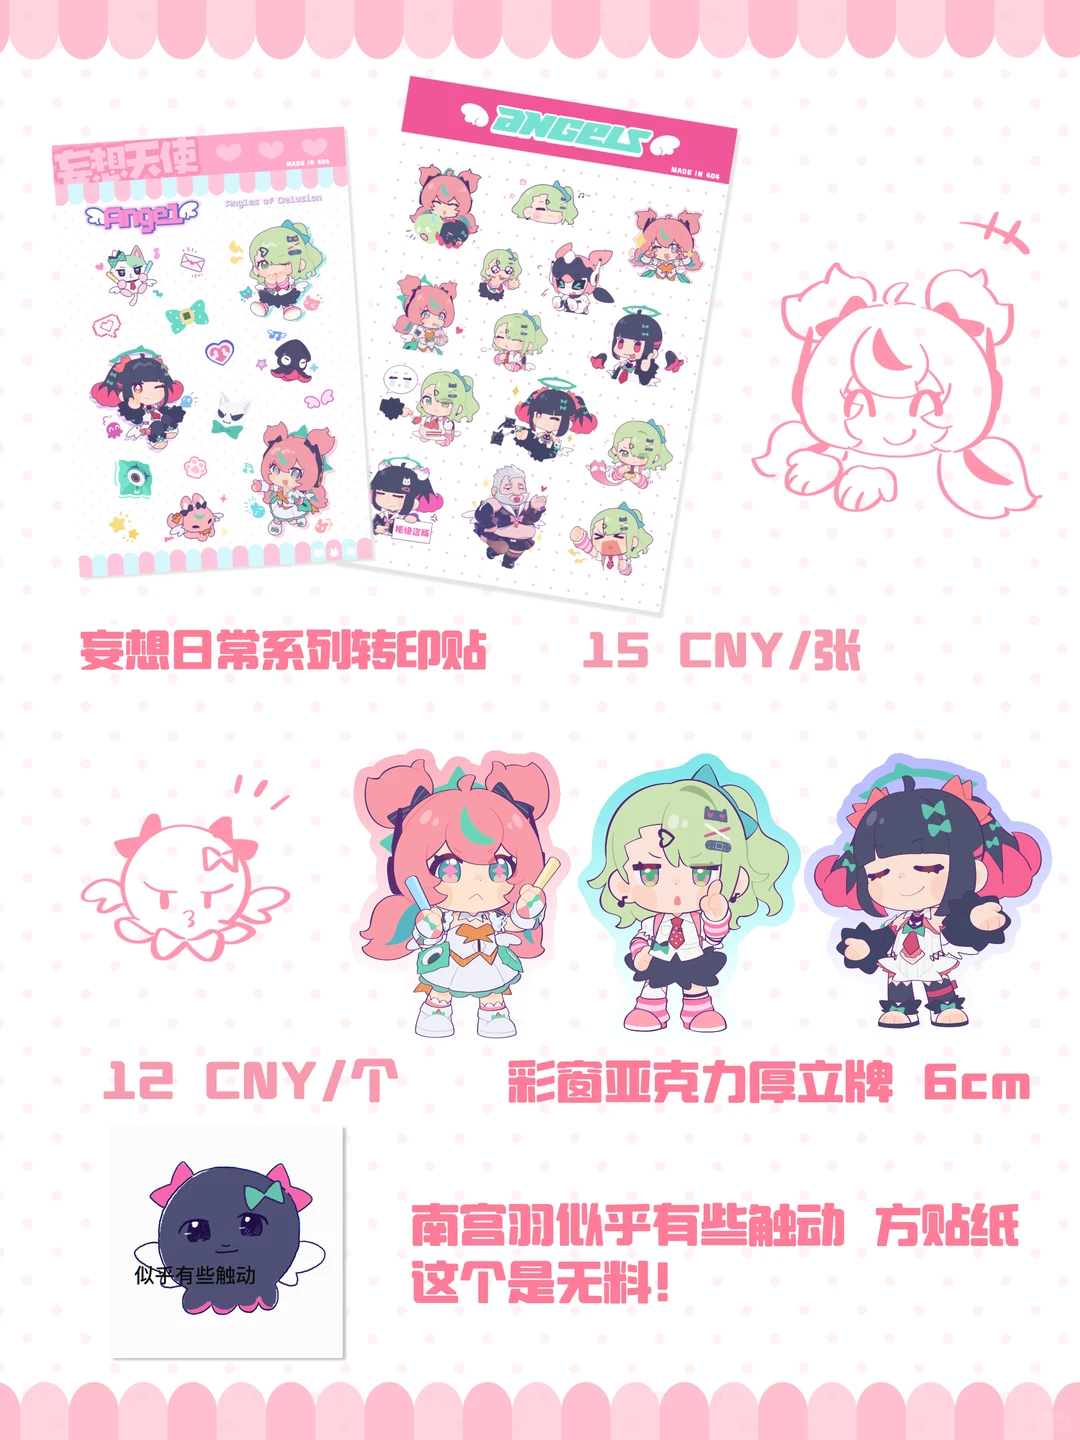 妄想天使
MADE IN 404
Angel
Angles of Delusion
ANGELS
MADE IN 404
拒绝盗版
妄想日常系列转印贴 15 CNY/张
12 CNY/个 彩窗亚克力厚立牌 6cm
似乎有些触动
南宫羽似乎有些触动 方贴纸
这个是无料!